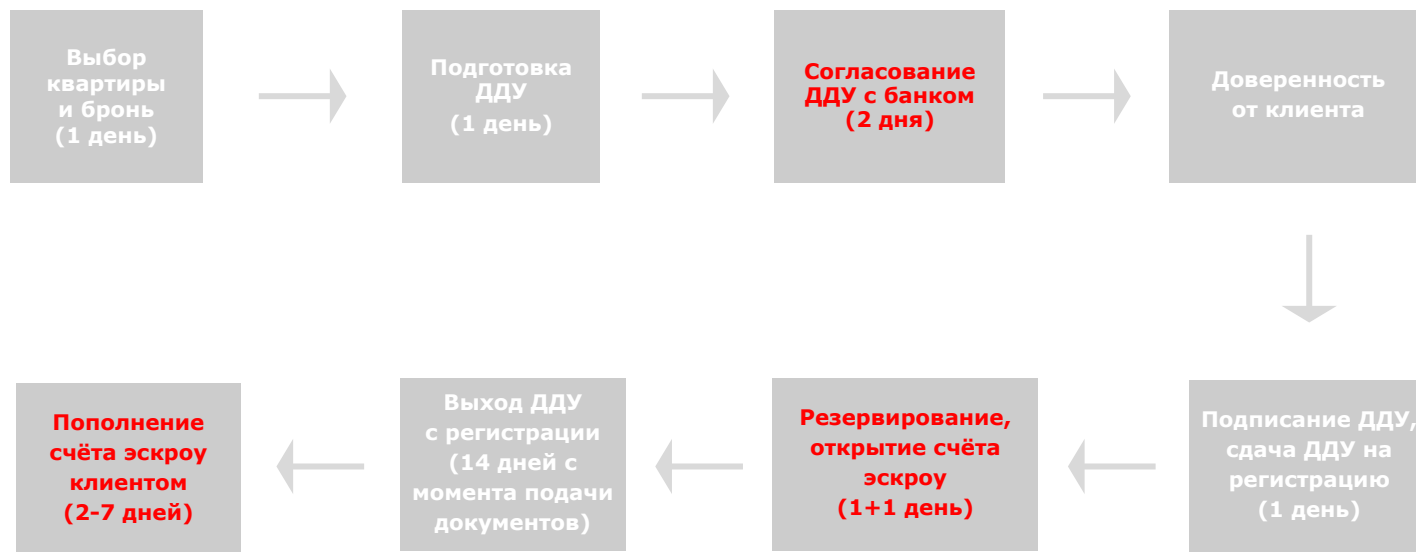 Выбор
квартиры
и бронь
(1 день)
Подготовка
ДДУ
(1 день)
Согласование
ДДУ с банком
(2 дня)
Доверенность
от клиента
Подписание ДДУ,
сдача ДДУ на
регистрацию
(1 день)
Резервирование,
открытие счёта
эскроу
(1+1 день)
Выход ДДУ
с регистрации
(14 дней с
момента подачи
документов)
Пополнение
счёта эскроу
клиентом
(2-7 дней)